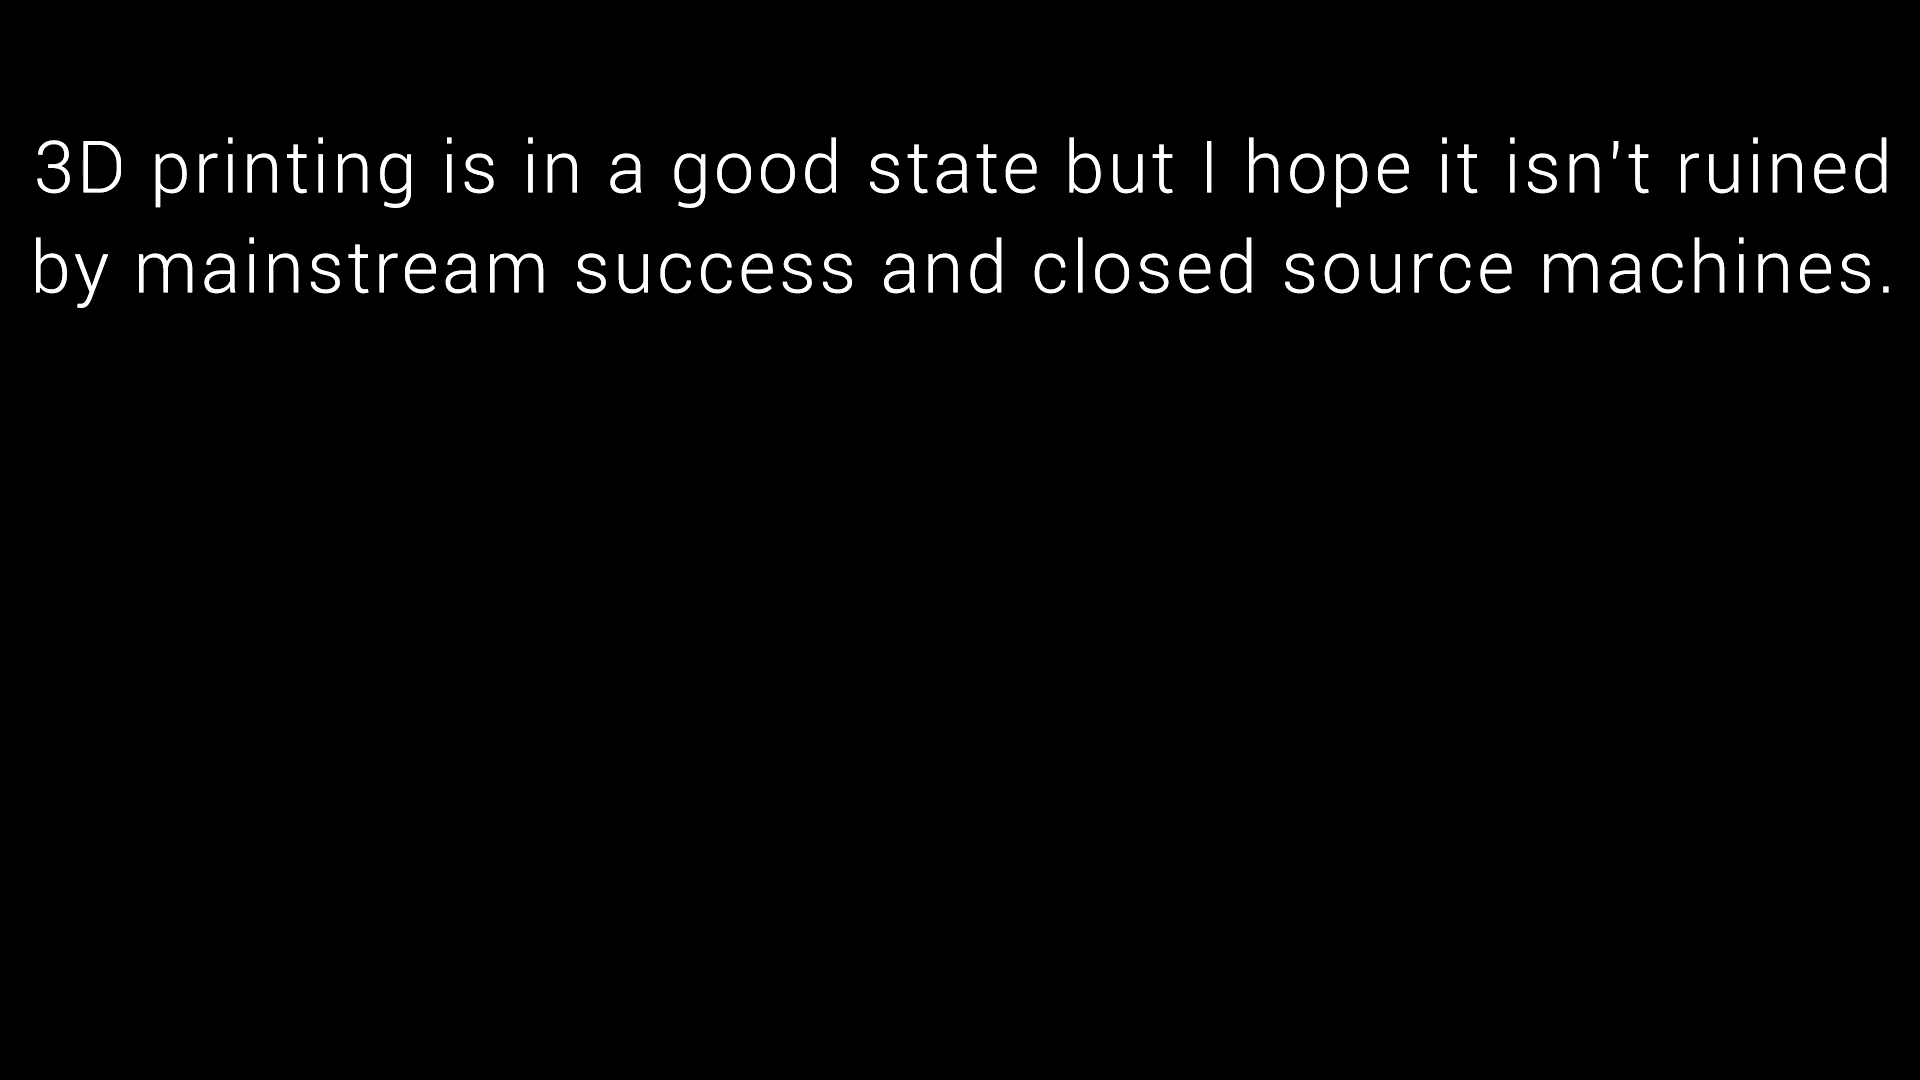 3D printing is in a good state but I hope it isn't ruined
by mainstream success and closed source machines.